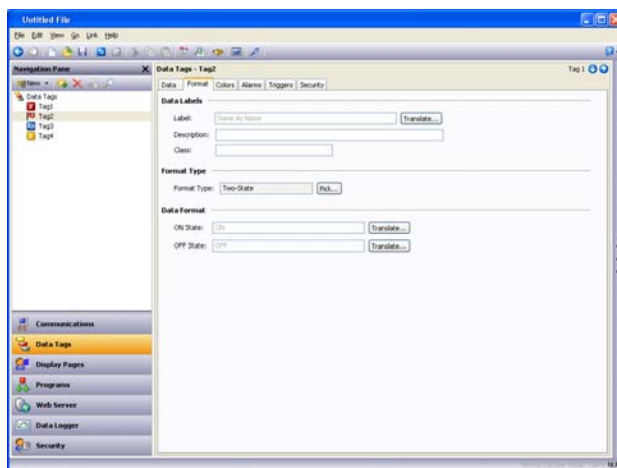 Untitled File
File Edit View Go Link Help
Navigation Pane
Data Tags - Tag2
Tag 1
New
Data Format Colors Alarms Triggers Security
Data Tags
Tag1
Tag2
Tag3
Tag4
Data Labels
Label: Same As Name Translate...
Description:
Class:
Format Type
Format Type: Two-State Pick...
Data Format
ON State: ON Translate...
OFF State: OFF Translate...
Communications
Data Tags
Display Pages
Programs
Web Server
Data Logger
Security